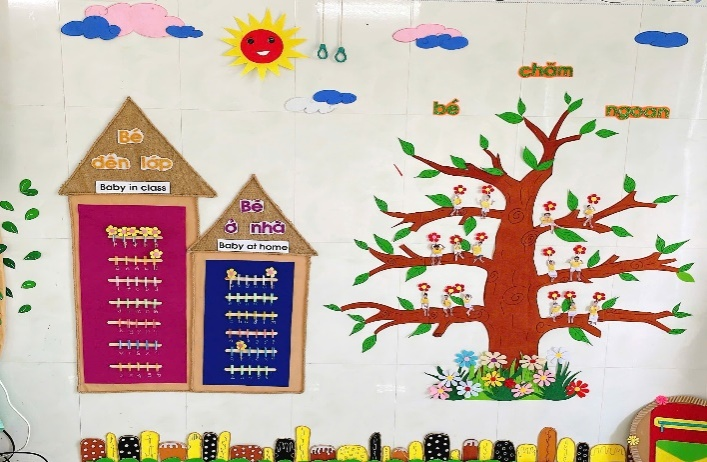 bé chăm ngoan
Bé
đến lớp
Baby in class
Bé
ở nhà
Baby at home